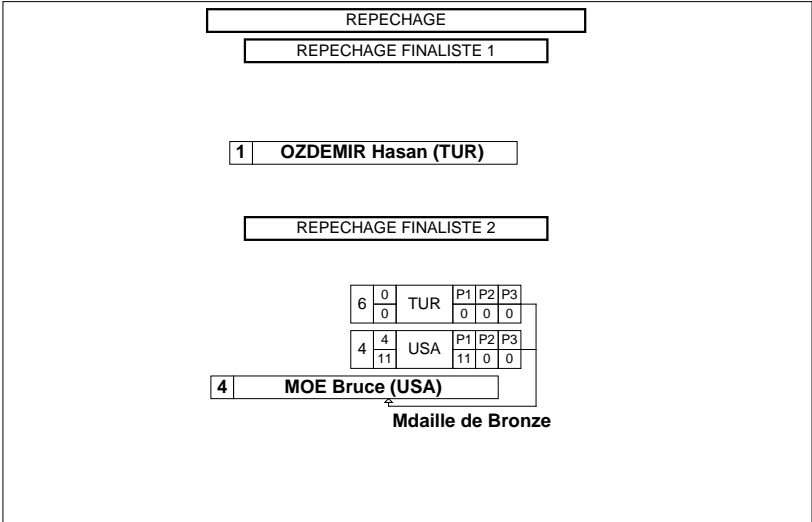 REPECHAGE
REPECHAGE FINALISTE 1
1 OZDEMIR Hasan (TUR)
REPECHAGE FINALISTE 2
6 0 TUR P1 P2 P3
0 0 0 0
4 4 USA P1 P2 P3
11 11 0 0
4 MOE Bruce (USA)
Mdaille de Bronze